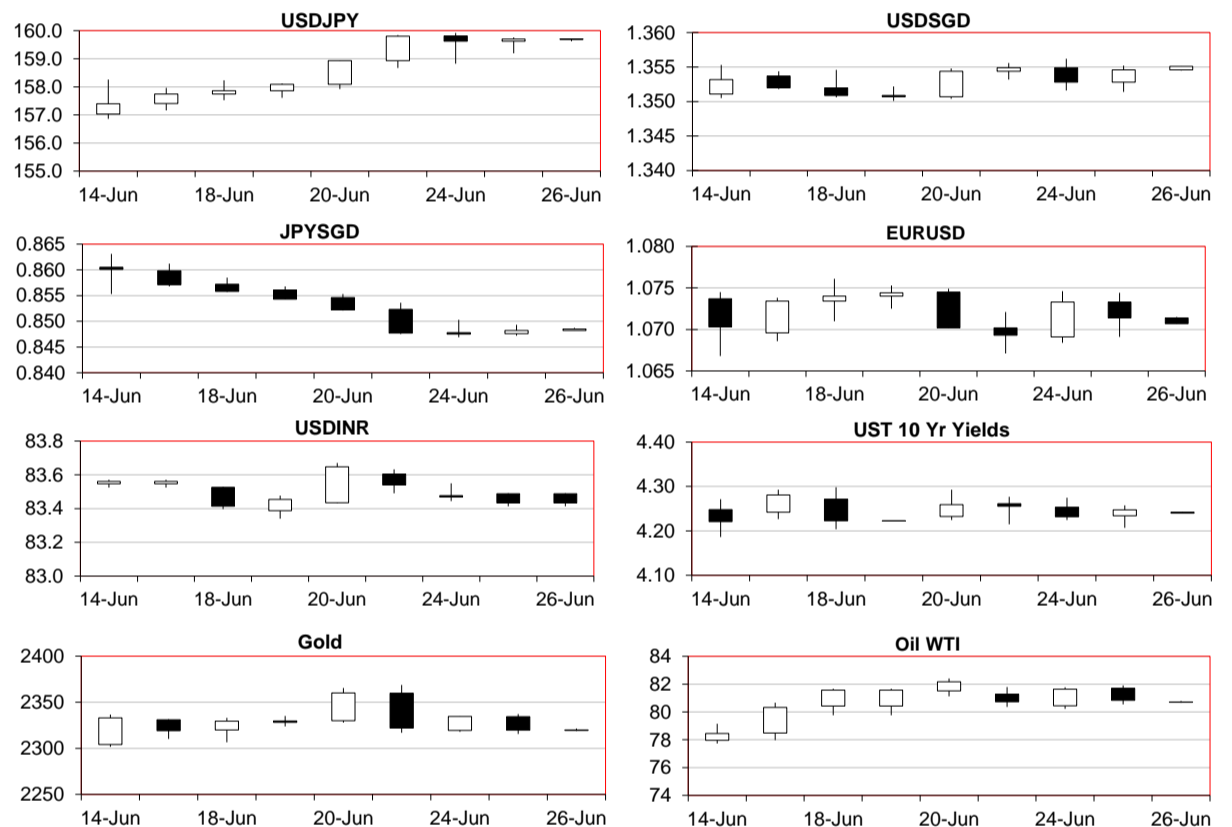 USDJPY
160.0
159.0
158.0
157.0
156.0
155.0
14-Jun 18-Jun 20-Jun 24-Jun 26-Jun
USDSGD
1.360
1.355
1.350
1.345
1.340
14-Jun 18-Jun 20-Jun 24-Jun 26-Jun
JPYSGD
0.865
0.860
0.855
0.850
0.845
0.840
14-Jun 18-Jun 20-Jun 24-Jun 26-Jun
EURUSD
1.080
1.075
1.070
1.065
14-Jun 18-Jun 20-Jun 24-Jun 26-Jun
USDINR
83.8
83.6
83.4
83.2
83.0
14-Jun 18-Jun 20-Jun 24-Jun 26-Jun
UST 10 Yr Yields
4.40
4.30
4.20
4.10
14-Jun 18-Jun 20-Jun 24-Jun 26-Jun
Gold
2400
2350
2300
2250
14-Jun 18-Jun 20-Jun 24-Jun 26-Jun
Oil WTI
84
82
80
78
76
74
14-Jun 18-Jun 20-Jun 24-Jun 26-Jun